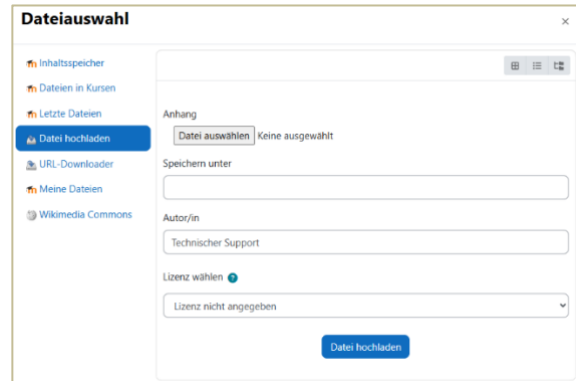 Dateiauswahl
×
Inhaltsspeicher
Dateien in Kursen
Letzte Dateien
Datei hochladen
URL-Downloader
Meine Dateien
Wikimedia Commons
Anhang
Datei auswählen Keine ausgewählt
Speichern unter
Autor/in
Technischer Support
Lizenz wählen ?
Lizenz nicht angegeben
Datei hochladen